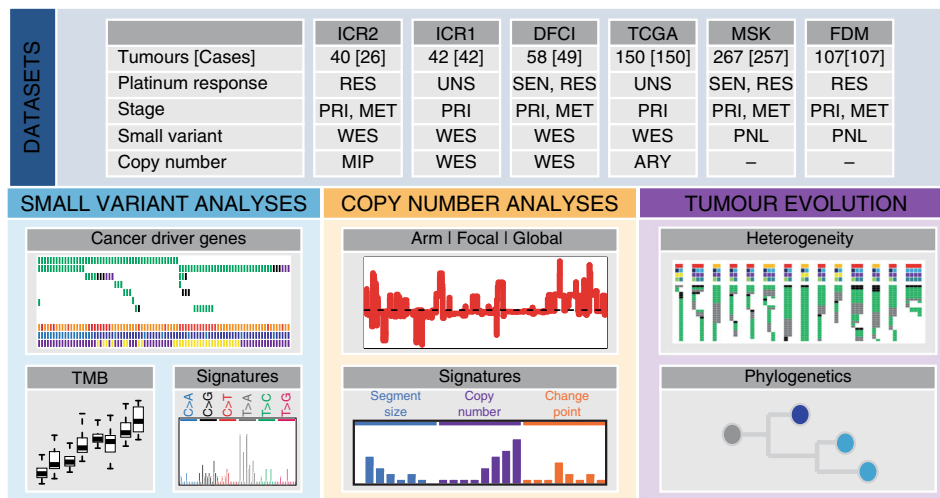 DATASETS
ICR2 ICR1 DFCI TCGA MSK FDM
Tumours [Cases] 40 [26] 42 [42] 58 [49] 150 [150] 267 [257] 107[107]
Platinum response RES UNS SEN, RES UNS SEN, RES RES
Stage PRI, MET PRI PRI, MET PRI PRI, MET PRI, MET
Small variant WES WES WES WES PNL PNL
Copy number MIP WES WES ARY – –
SMALL VARIANT ANALYSES
Cancer driver genes
TMB
Signatures
C>A C>G C>T T>A T>C T>G
COPY NUMBER ANALYSES
Arm | Focal | Global
Signatures
Segment size
Copy number
Change point
TUMOUR EVOLUTION
Heterogeneity
Phylogenetics